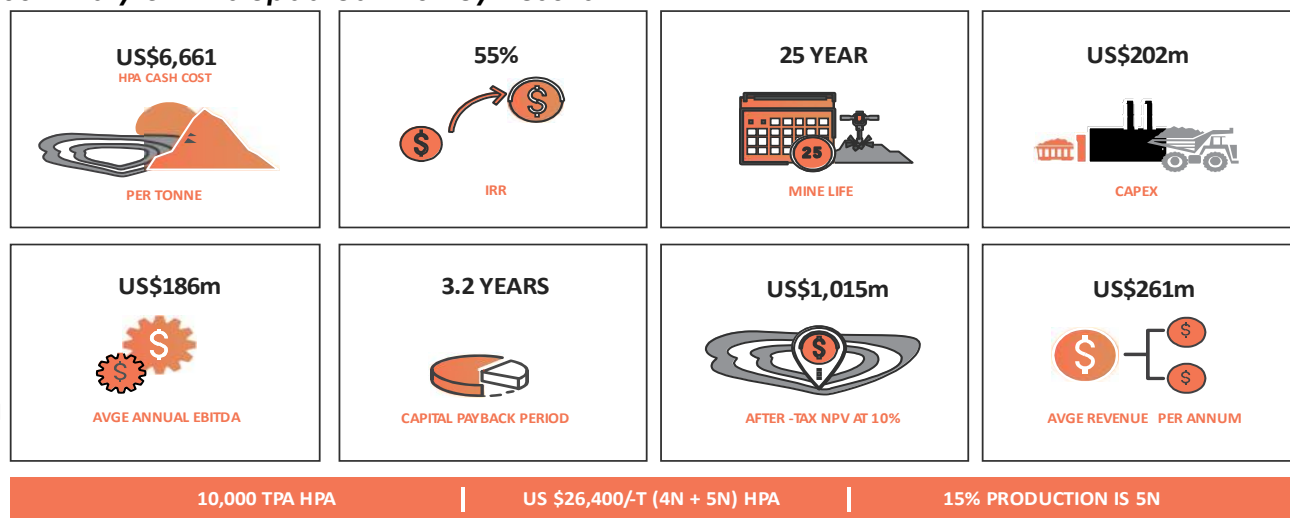 US$6,661
HPA CASH COST
PER TONNE
55%
IRR
25 YEAR
25
MINE LIFE
US$202m
CAPEX
US$186m
$
$
AVGE ANNUAL EBITDA
3.2 YEARS
CAPITAL PAYBACK PERIOD
US$1,015m
$
AFTER -TAX NPV AT 10%
US$261m
$
$
$
AVGE REVENUE PER ANNUM
10,000 TPA HPA
US $26,400/-T (4N + 5N) HPA
15% PRODUCTION IS 5N